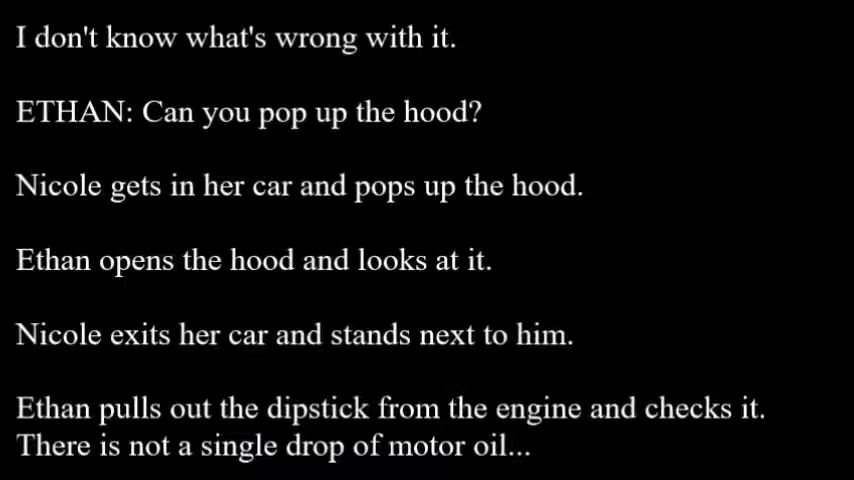 I don't know what's wrong with it.
ETHAN: Can you pop up the hood?
Nicole gets in her car and pops up the hood.
Ethan opens the hood and looks at it.
Nicole exits her car and stands next to him.
Ethan pulls out the dipstick from the engine and checks it.
There is not a single drop of motor oil...